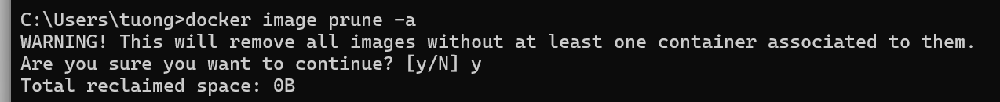 C:\Users\tuong>docker image prune -a
WARNING! This will remove all images without at least one container associated to them.
Are you sure you want to continue? [y/N] y
Total reclaimed space: 0B